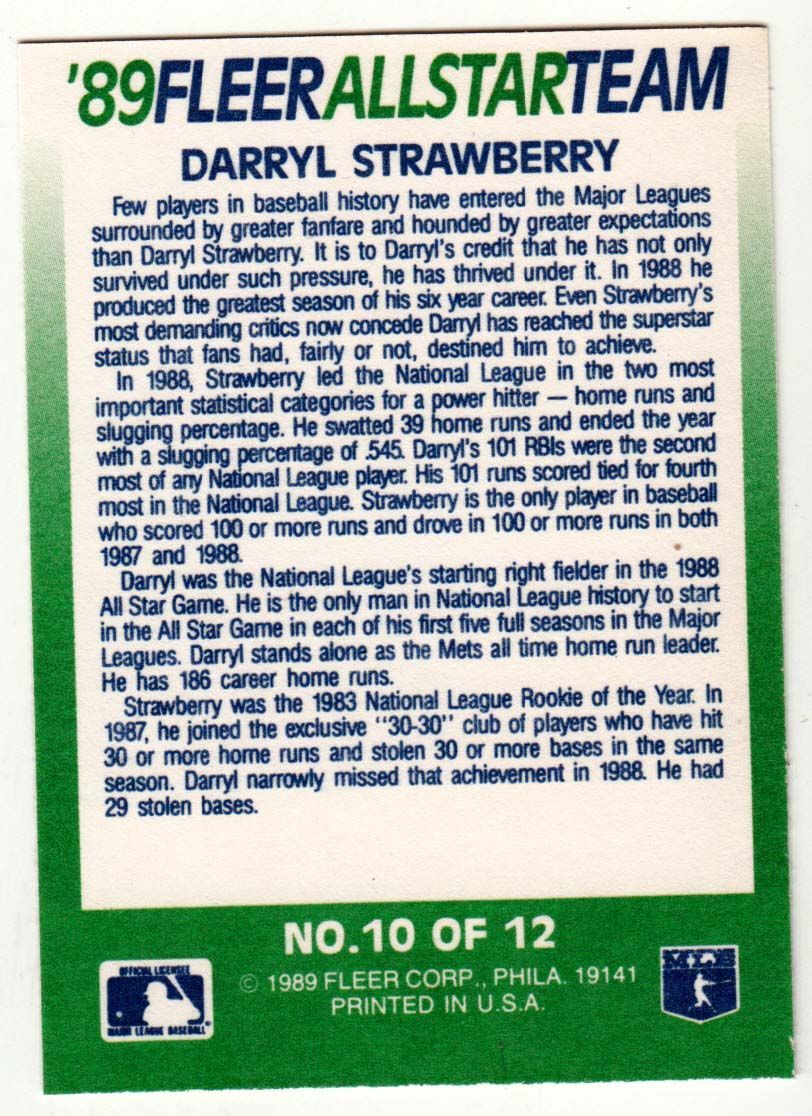 '89FLEERALLSTARTEAM
DARRYL STRAWBERRY
Few players in baseball history have entered the Major Leagues
surrounded by greater fanfare and hounded by greater expectations
than Darryl Strawberry. It is to Darryl's credit that he has not only
survived under such pressure, he has thrived under it. In 1988 he
produced the greatest season of his six year career. Even Strawberry's
most demanding critics now concede Darryl has reached the superstar
status that fans had, fairly or not, destined him to achieve.
In 1988, Strawberry led the National League in the two most
important statistical categories for a power hitter — home runs and
slugging percentage. He swatted 39 home runs and ended the year
with a slugging percentage of .545. Darryl's 101 RBIs were the second
most of any National League player. His 101 runs scored tied for fourth
most in the National League. Strawberry is the only player in baseball
who scored 100 or more runs and drove in 100 or more runs in both
1987 and 1988.
Darryl was the National League's starting right fielder in the 1988
All Star Game. He is the only man in National League history to start
in the All Star Game in each of his first five full seasons in the Major
Leagues. Darryl stands alone as the Mets all time home run leader.
He has 186 career home runs.
Strawberry was the 1983 National League Rookie of the Year. In
1987, he joined the exclusive "30-30" club of players who have hit
30 or more home runs and stolen 30 or more bases in the same
season. Darryl narrowly missed that achievement in 1988. He had
29 stolen bases.
NO.10 OF 12
OFFICIAL LICENSEE
MAJOR LEAGUE BASEBALL
© 1989 FLEER CORP., PHILA. 19141
PRINTED IN U.S.A.